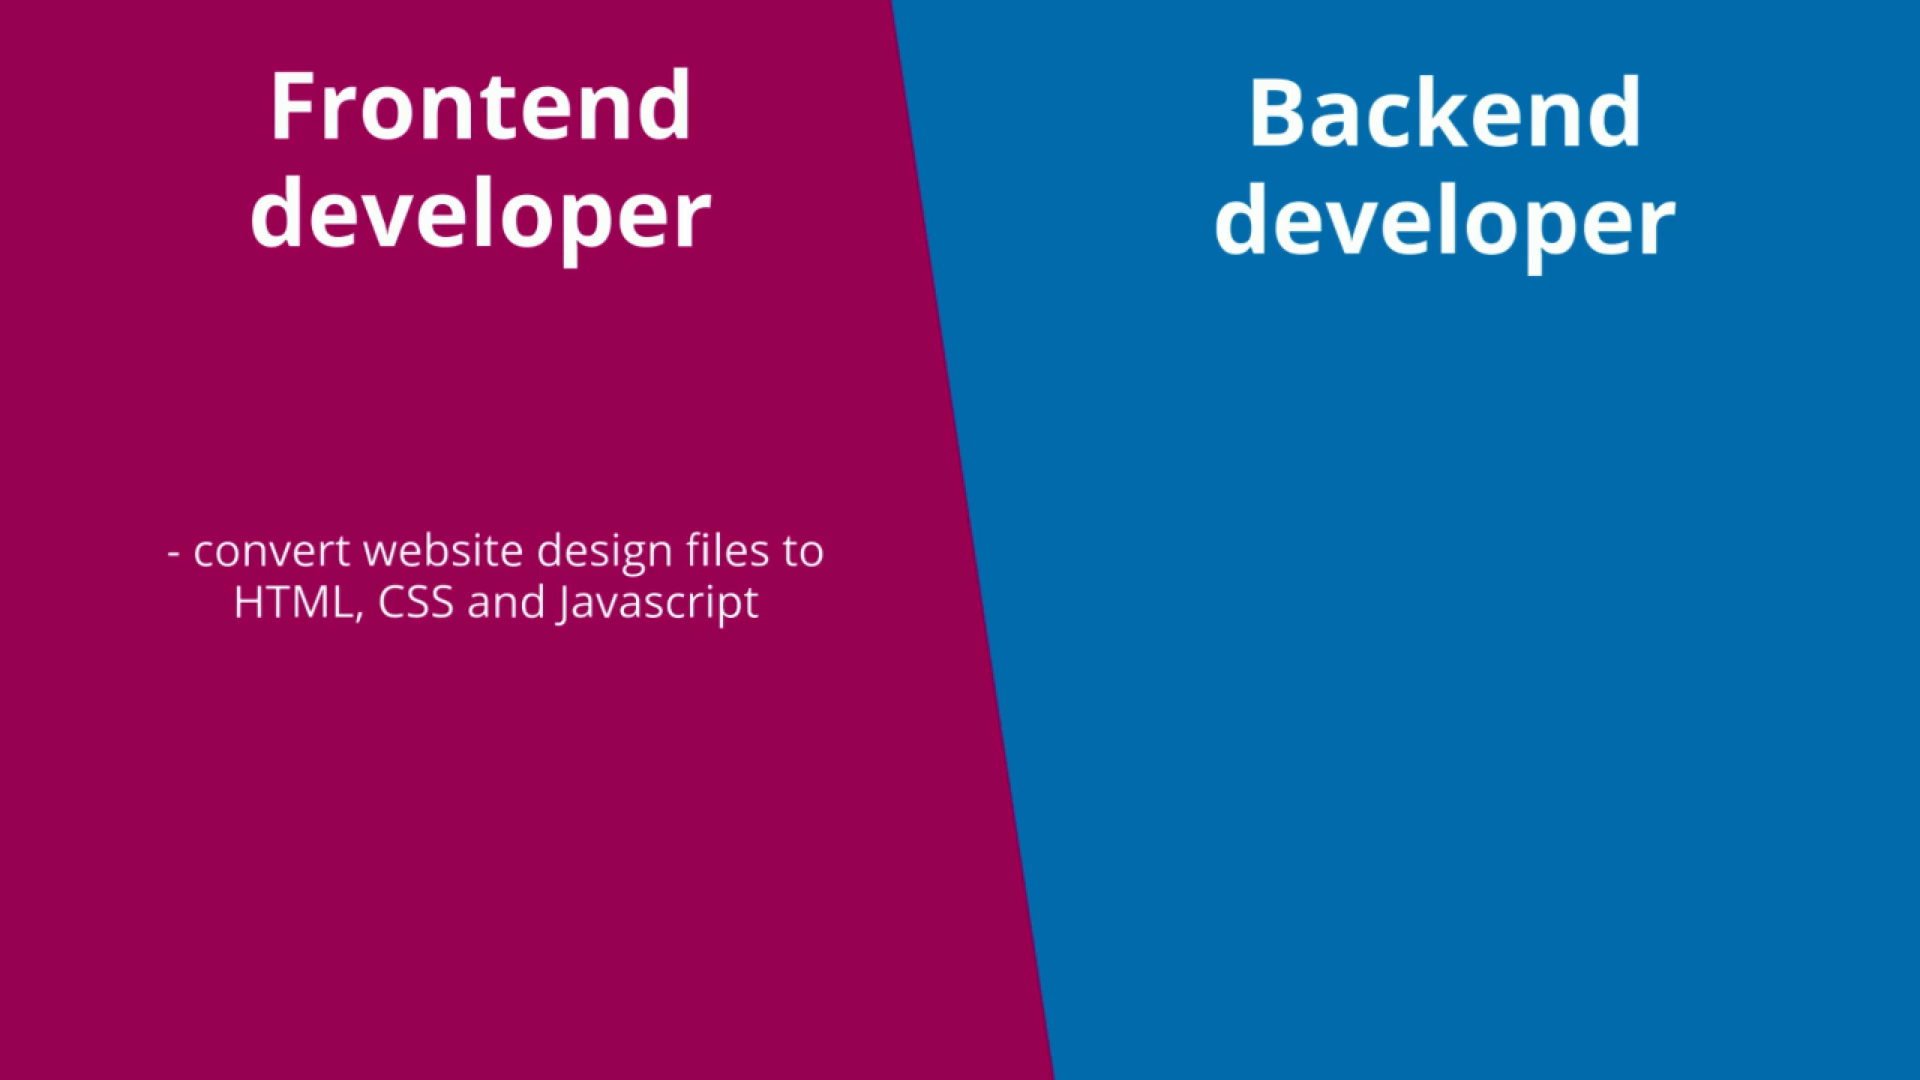 Frontend
developer
- convert website design files to
HTML, CSS and Javascript
Backend
developer